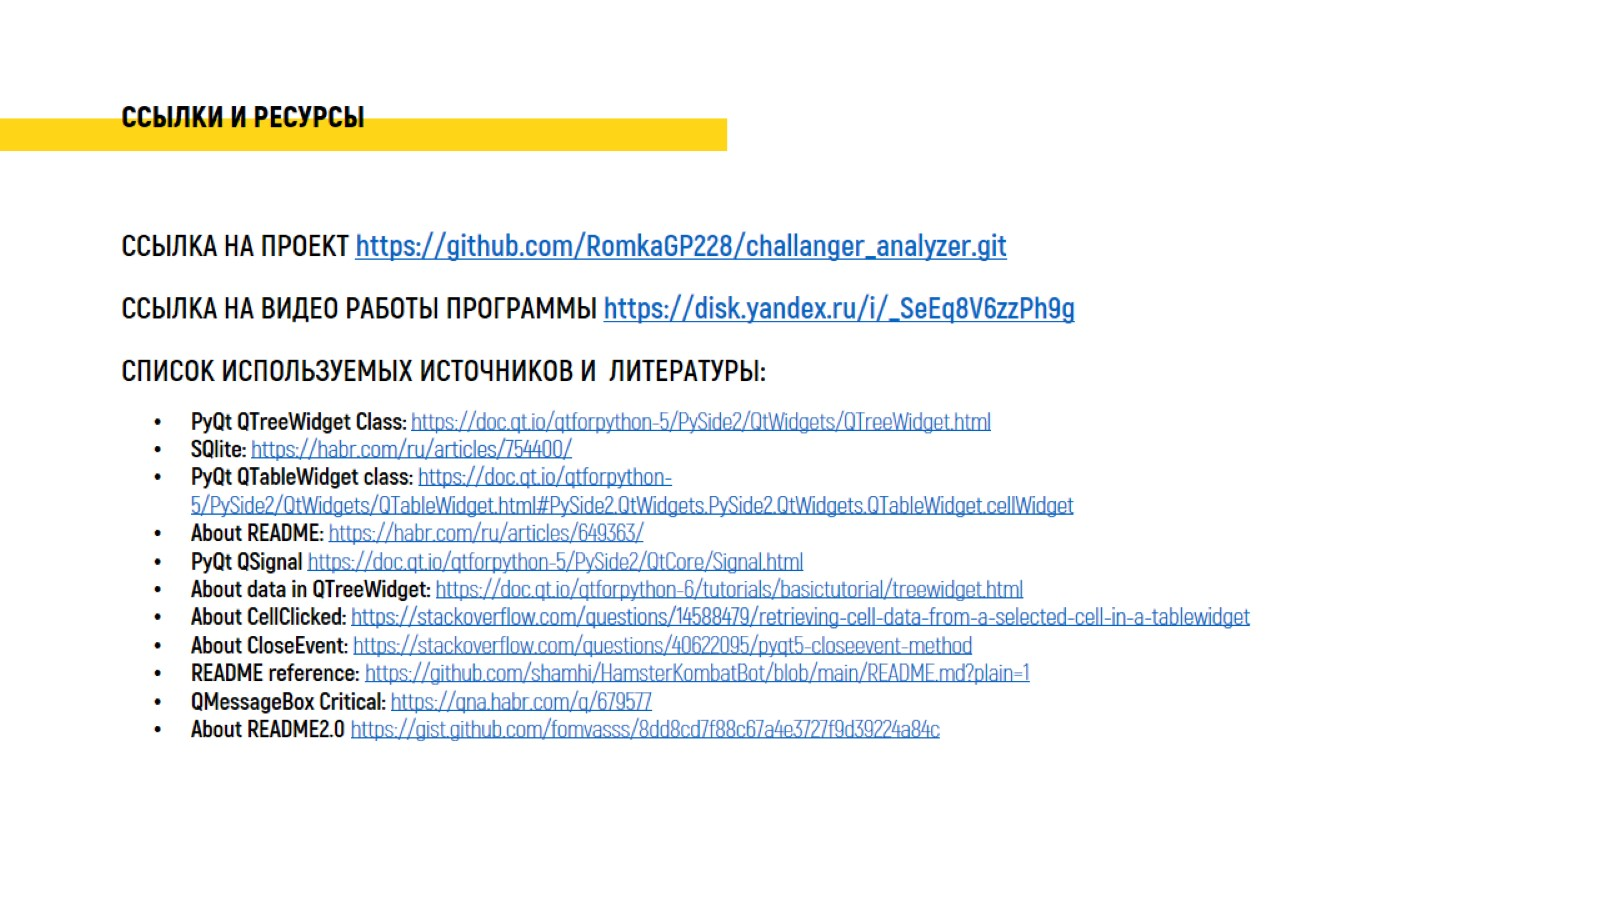 ССЫЛКИ И РЕСУРСЫ
ССЫЛКА НА ПРОЕКТ https://github.com/RomkaGP228/challanger_analyzer.git
ССЫЛКА НА ВИДЕО РАБОТЫ ПРОГРАММЫ https://disk.yandex.ru/i/_SeEq8V6zzPh9g
СПИСОК ИСПОЛЬЗУЕМЫХ ИСТОЧНИКОВ И  ЛИТЕРАТУРЫ:
• PyQt QTreeWidget Class: https://doc.qt.io/qtforpython-5/PySide2/QtWidgets/QTreeWidget.html
• SQlite: https://habr.com/ru/articles/754400/
• PyQt QTableWidget class: https://doc.qt.io/qtforpython-
5/PySide2/QtWidgets/QTableWidget.html#PySide2.QtWidgets.PySide2.QtWidgets.QTableWidget.cellWidget
• About README: https://habr.com/ru/articles/649363/
• PyQt QSignal https://doc.qt.io/qtforpython-5/PySide2/QtCore/Signal.html
• About data in QTreeWidget: https://doc.qt.io/qtforpython-6/tutorials/basictutorial/treewidget.html
• About CellClicked: https://stackoverflow.com/questions/14588479/retrieving-cell-data-from-a-selected-cell-in-a-tablewidget
• About CloseEvent: https://stackoverflow.com/questions/40622095/pyqt5-closeevent-method
• README reference: https://github.com/shamhi/HamsterKombatBot/blob/main/README.md?plain=1
• QMessageBox Critical: https://qna.habr.com/q/679577
• About README2.0 https://gist.github.com/fomvasss/8dd8cd7f88c67a4e3727f9d39224a84c